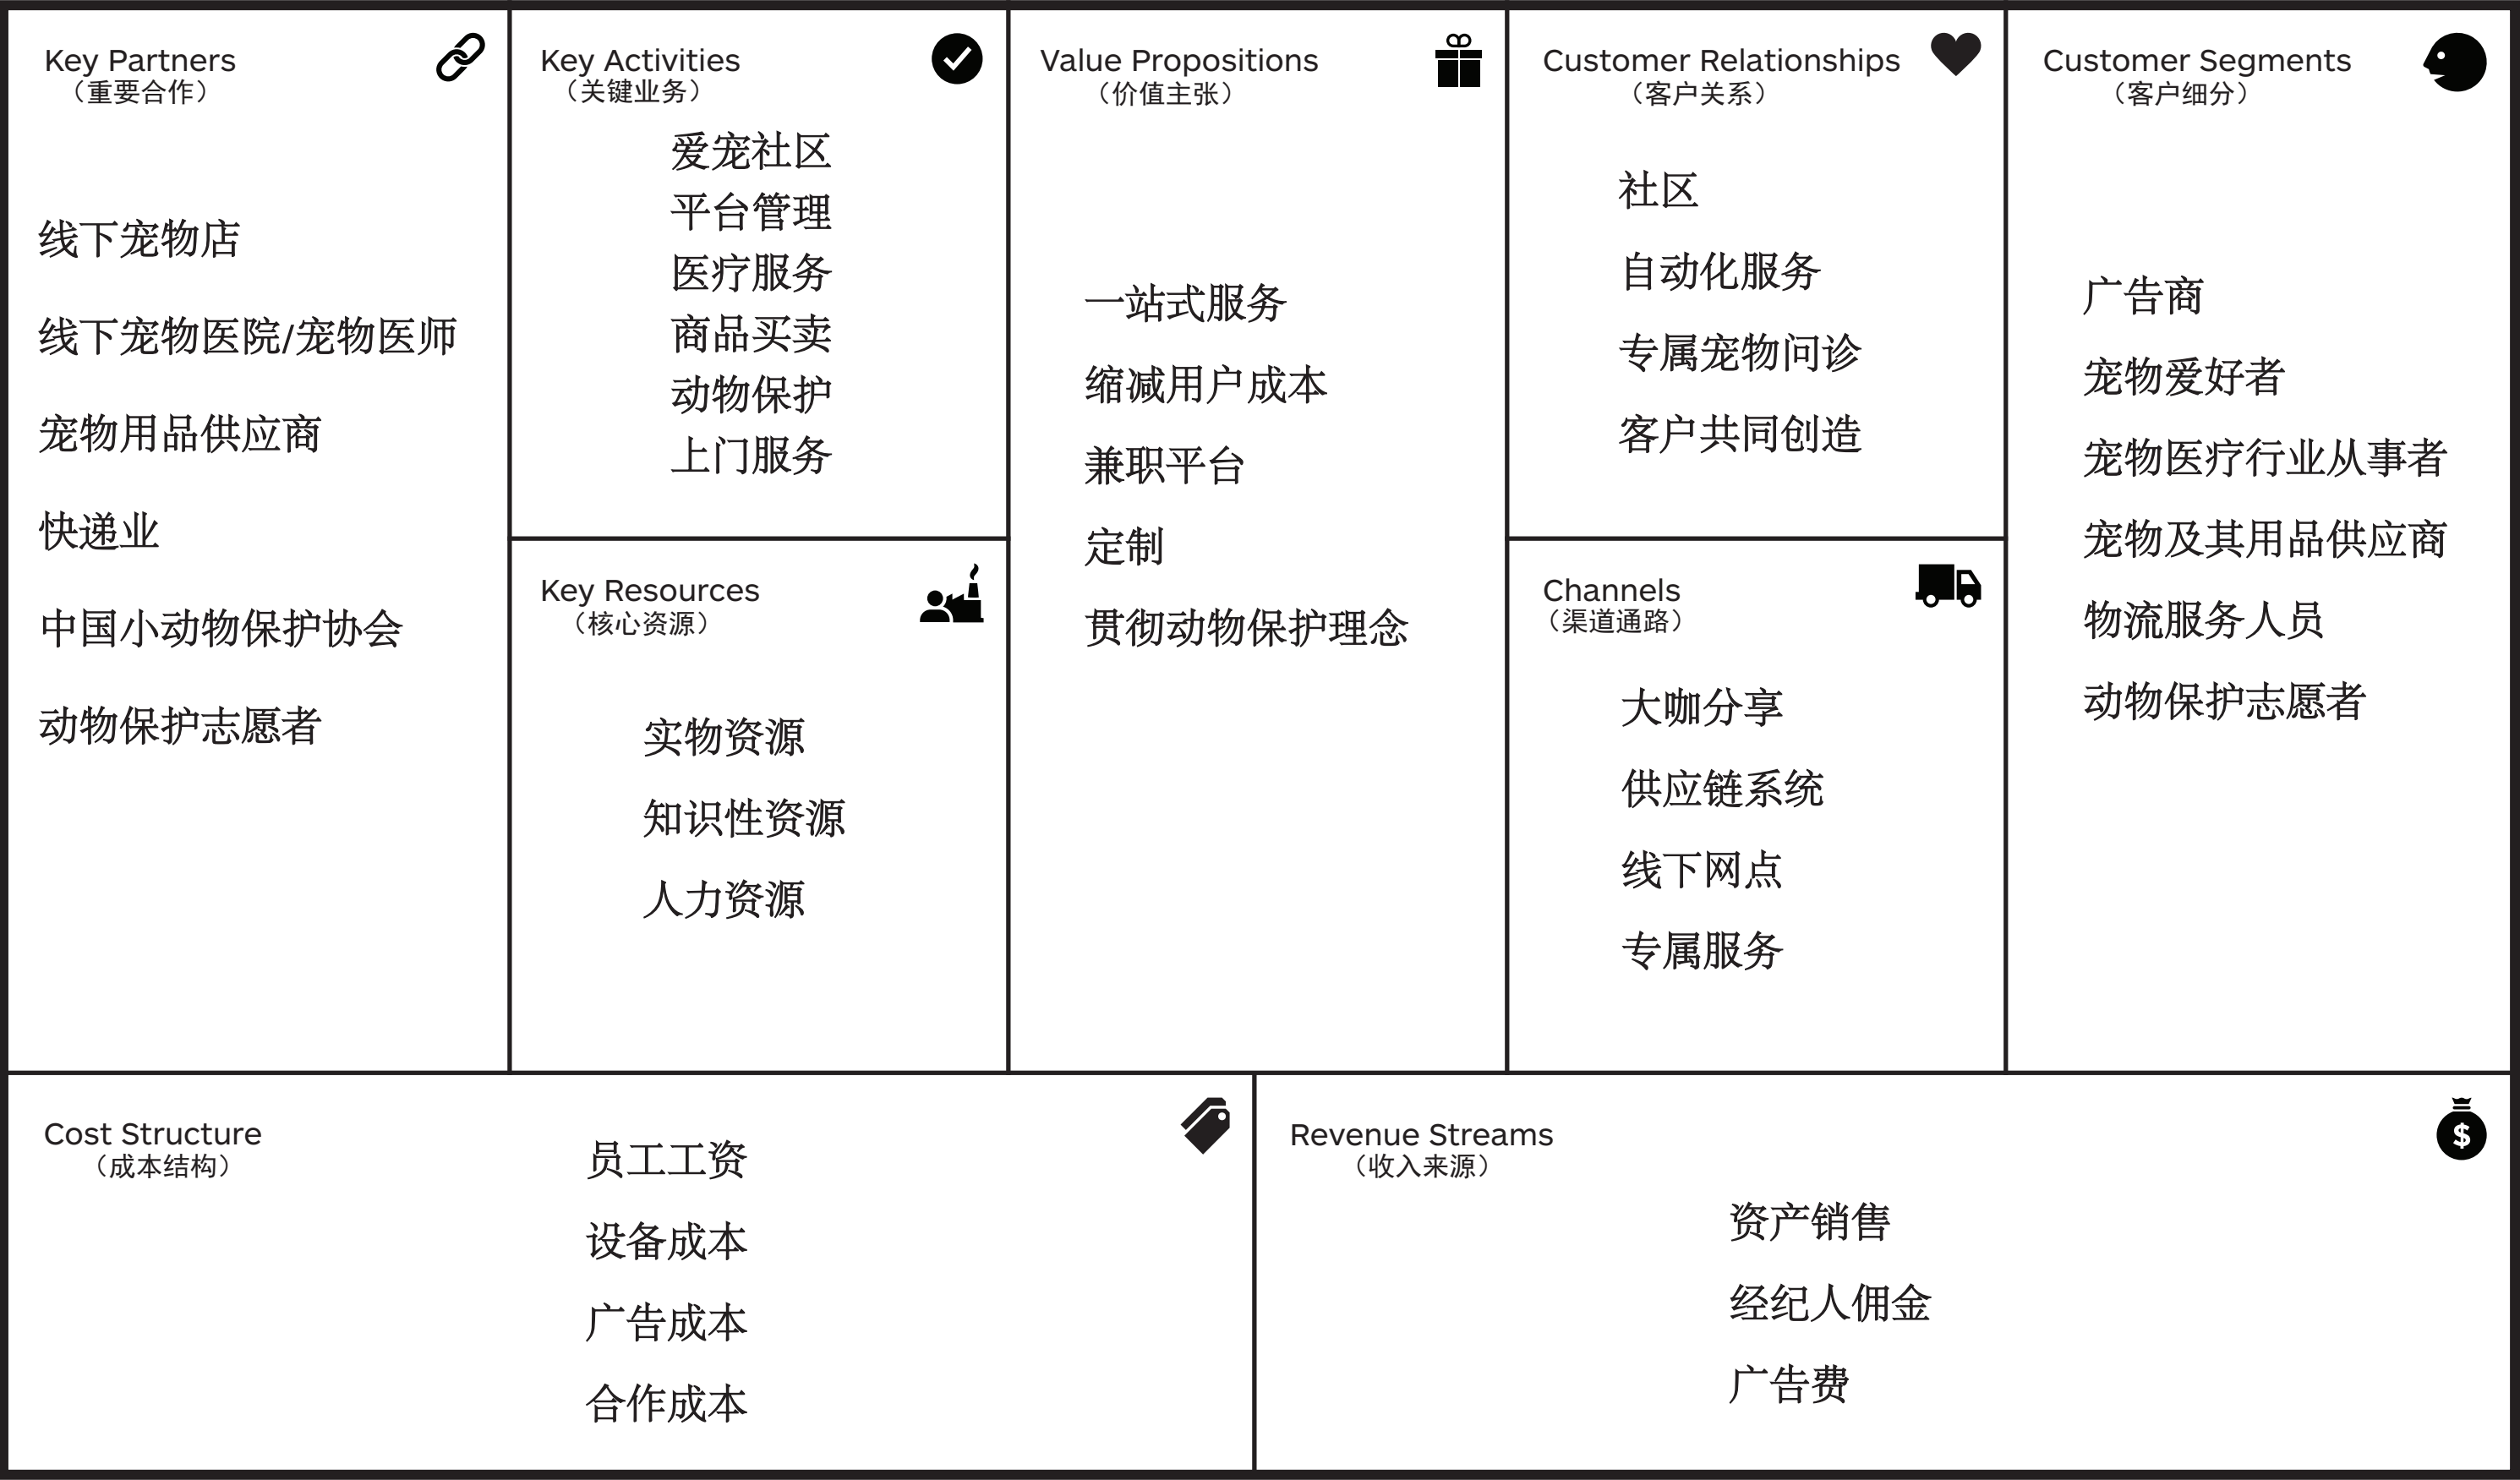 Key Partners
（重要合作）
线下宠物店
线下宠物医院/宠物医师
宠物用品供应商
快递业
中国小动物保护协会
动物保护志愿者
Key Activities
（关键业务）
爱宠社区
平台管理
医疗服务
商品买卖
动物保护
上门服务
Key Resources
（核心资源）
实物资源
知识性资源
人力资源
Value Propositions
（价值主张）
一站式服务
缩减用户成本
兼职平台
定制
贯彻动物保护理念
Customer Relationships
（客户关系）
社区
自动化服务
专属宠物问诊
客户共同创造
Channels
（渠道通路）
大咖分享
供应链系统
线下网点
专属服务
Customer Segments
（客户细分）
广告商
宠物爱好者
宠物医疗行业从事者
宠物及其用品供应商
物流服务人员
动物保护志愿者
Cost Structure
（成本结构）
员工工资
设备成本
广告成本
合作成本
Revenue Streams
（收入来源）
$
资产销售
经纪人佣金
广告费